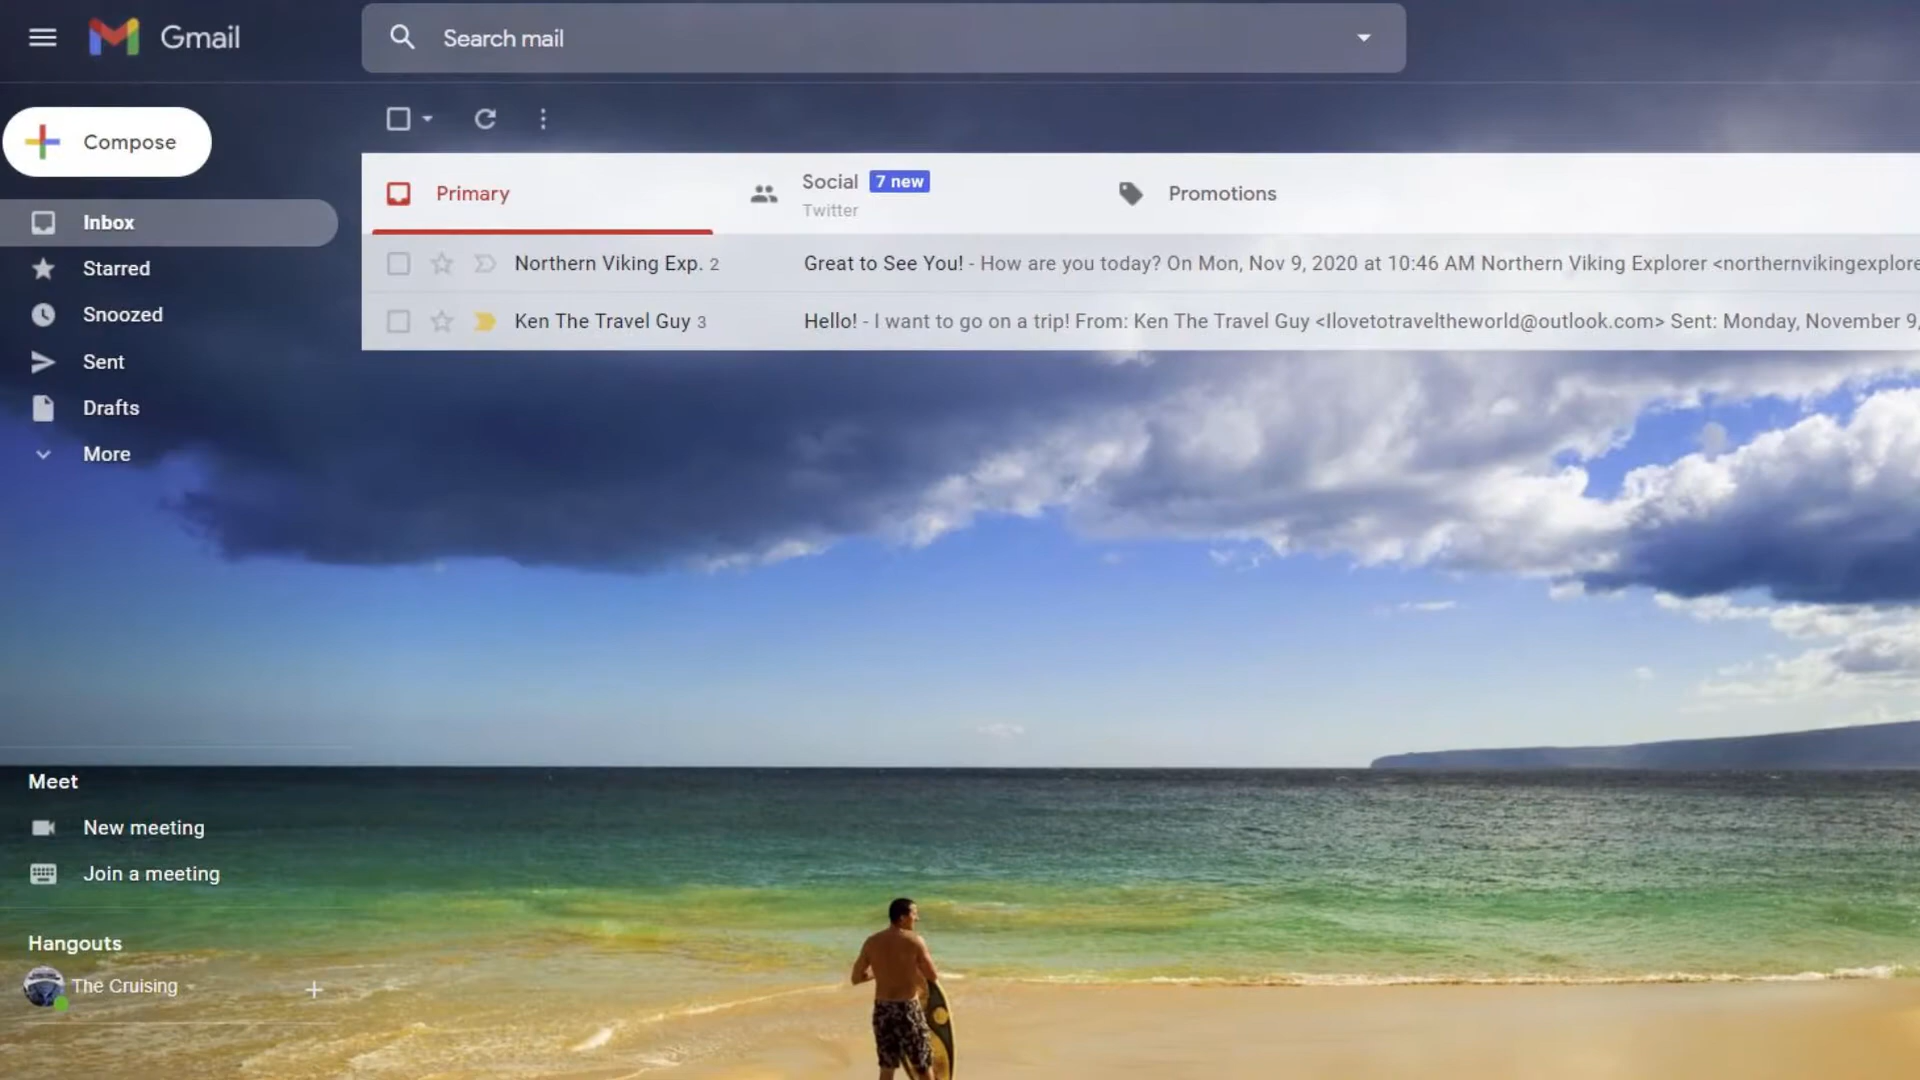 Gmail
Search mail
Compose
Inbox
Starred
Snoozed
Sent
Drafts
More
Primary
Social 7 new
Twitter
Promotions
Northern Viking Exp. 2 Great to See You! - How are you today? On Mon, Nov 9, 2020 at 10:46 AM Northern Viking Explorer <northernvikingexplore
Ken The Travel Guy 3 Hello! - I want to go on a trip! From: Ken The Travel Guy <Ilovetotraveltheworld@outlook.com> Sent: Monday, November 9,
Meet
New meeting
Join a meeting
Hangouts
The Cruising